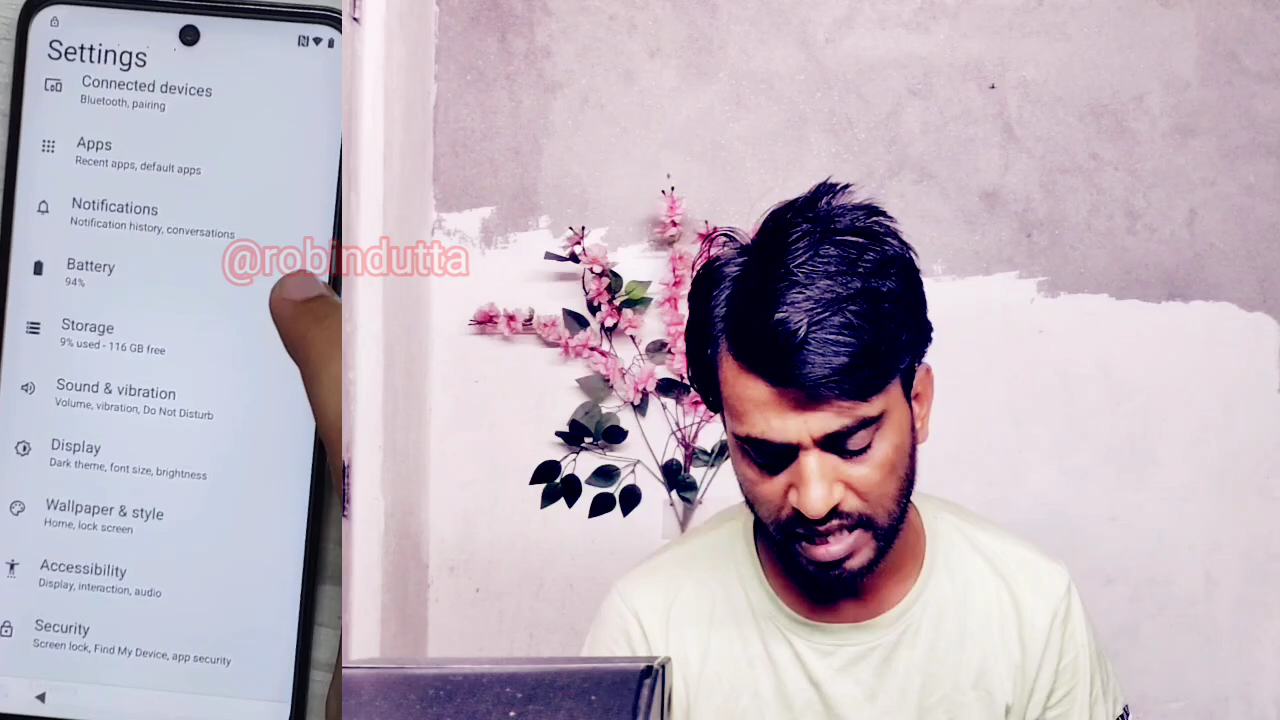 Settings
Connected devices
Bluetooth, pairing
Apps
Recent apps, default apps
Notifications
Notification history, conversations
@robindutta
Battery
94%
Storage
9% used - 116 GB free
Sound & vibration
Volume, vibration, Do Not Disturb
Display
Dark theme, font size, brightness
Wallpaper & style
Home, lock screen
Accessibility
Display, interaction, audio
Security
Screen lock, Find My Device, app security